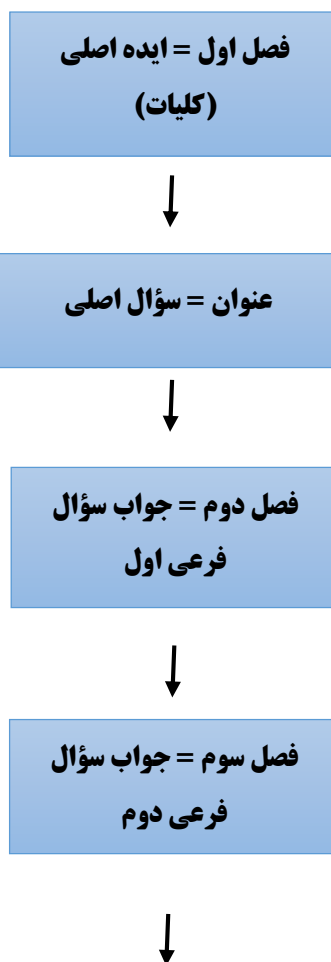 فصل اول = ایده اصلی
(کلیات)
عنوان = سؤال اصلی
فصل دوم = جواب سؤال
فرعی اول
فصل سوم = جواب سؤال
فرعی دوم